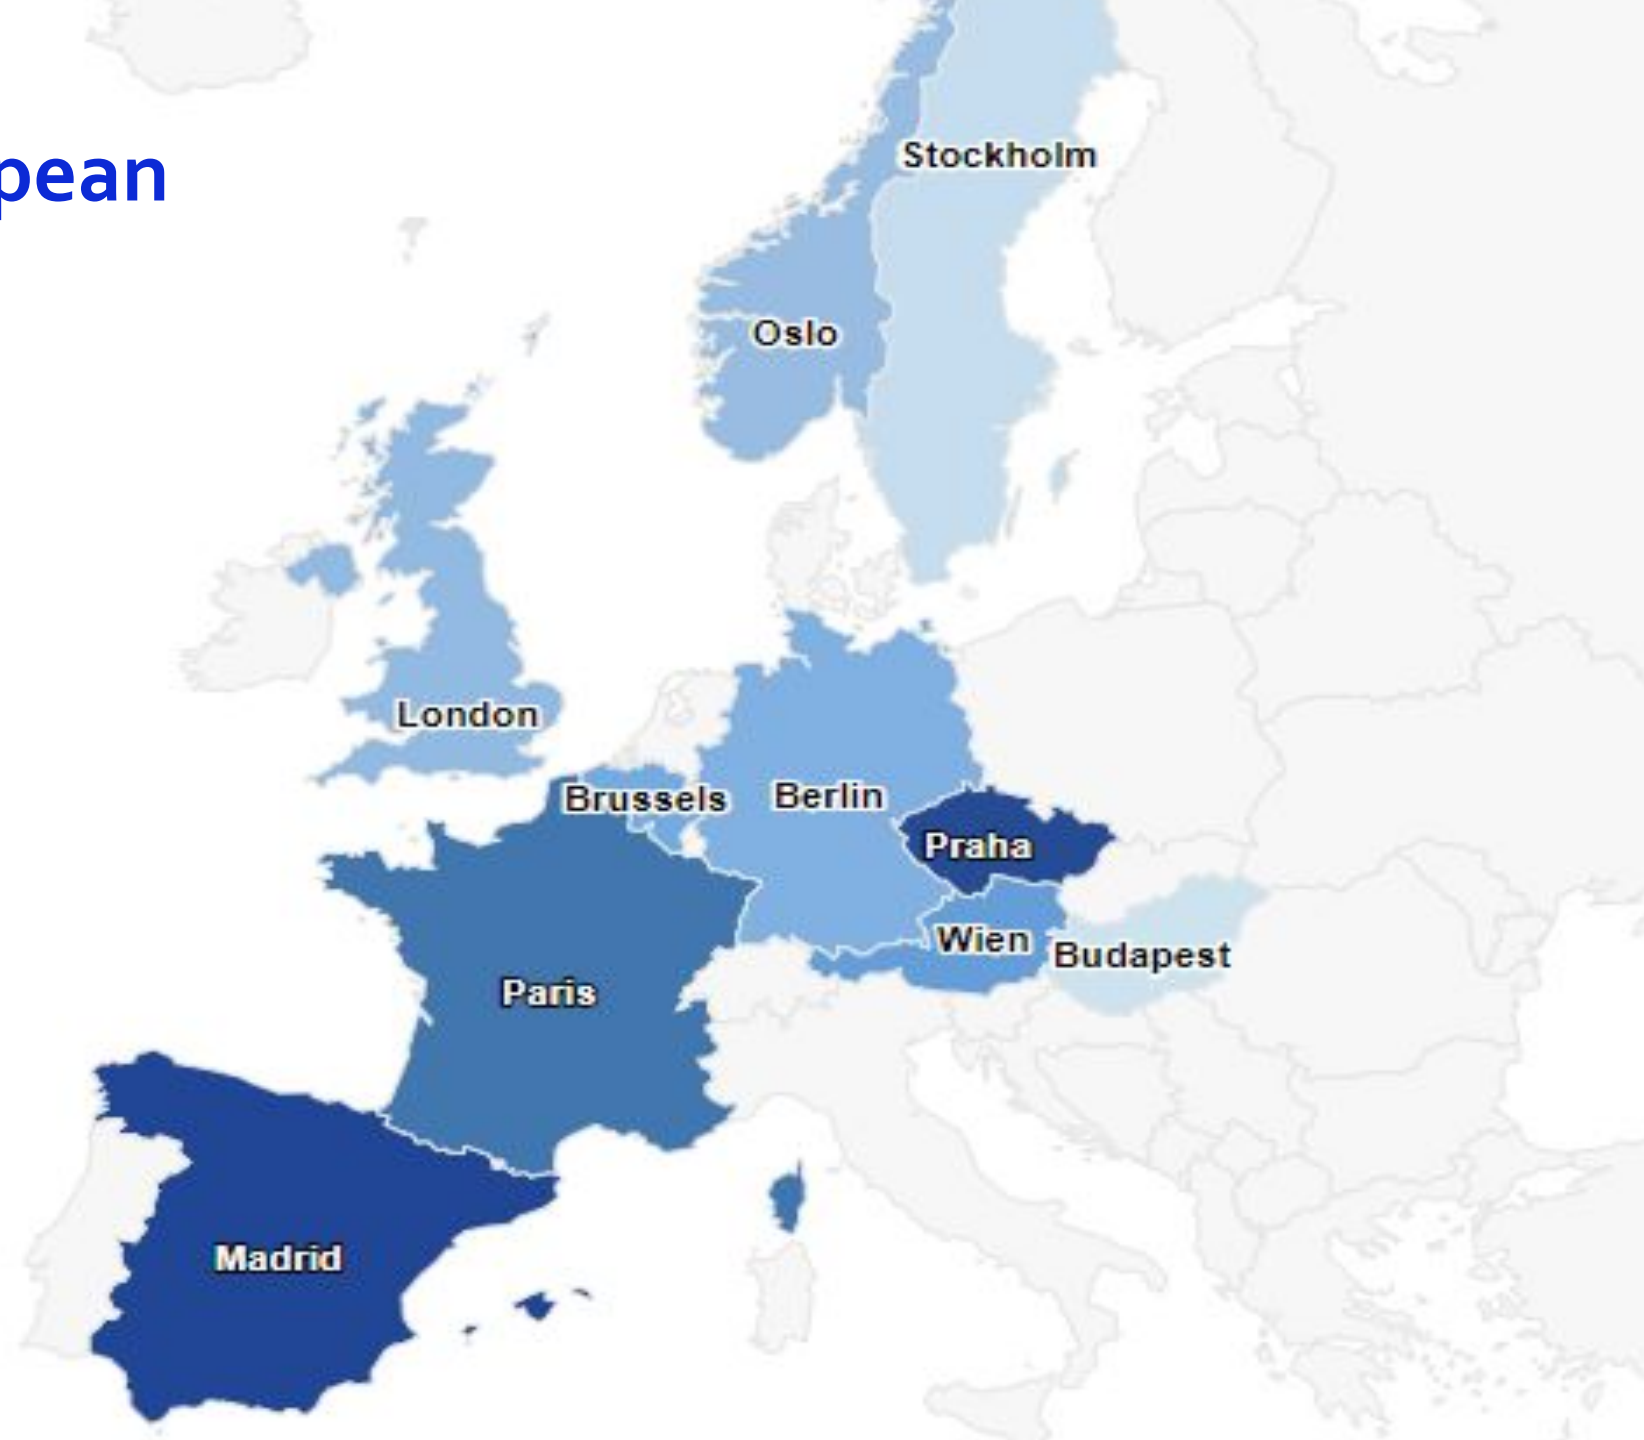 Stockholm
pean
Oslo
London
Brussels
Berlin
Praha
Wien
Budapest
Paris
Madrid